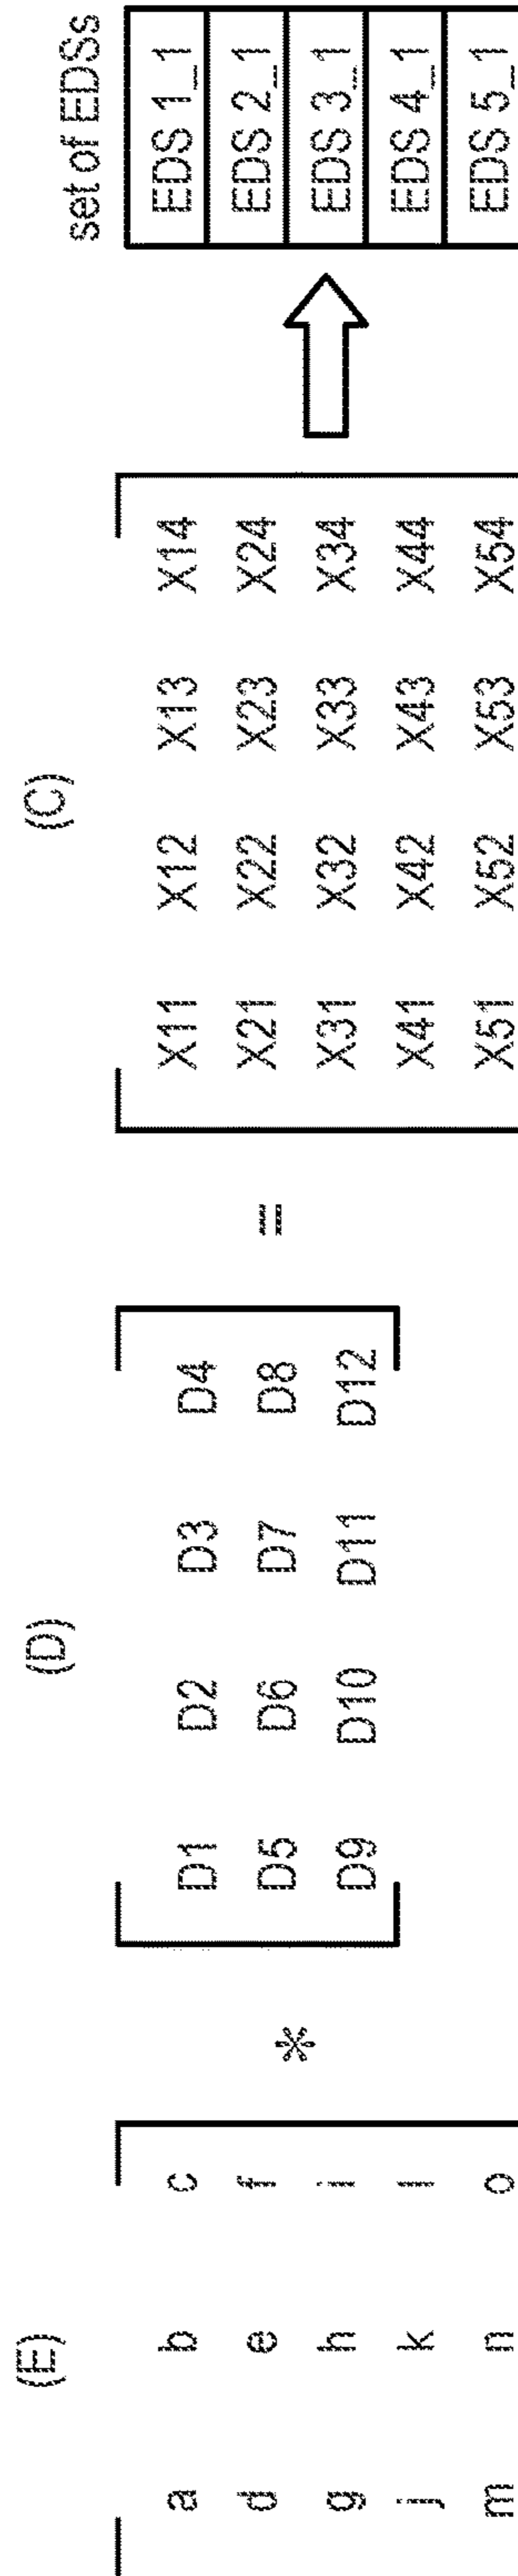 (E) (D) (C) set of EDSs
a b c D1 D2 D3 D4 X11 X12 X13 X14 EDS 1_1
d e f * D5 D6 D7 D8 = X21 X22 X23 X24 EDS 2_1
g h i D9 D10 D11 D12 X31 X32 X33 X34 EDS 3_1
j k l X41 X42 X43 X44 EDS 4_1
m n o X51 X52 X53 X54 EDS 5_1